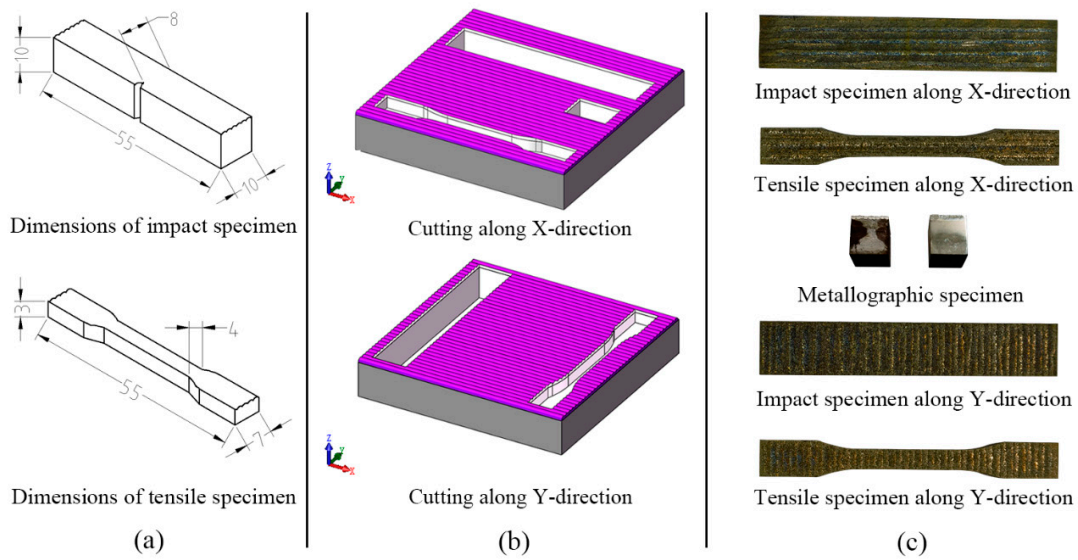 8
10
55
10
Dimensions of impact specimen
3
4
55
7
Dimensions of tensile specimen
(a)
Z
Y
X
Cutting along X-direction
Z
Y
X
Cutting along Y-direction
(b)
Impact specimen along X-direction
Tensile specimen along X-direction
Metallographic specimen
Impact specimen along Y-direction
Tensile specimen along Y-direction
(c)